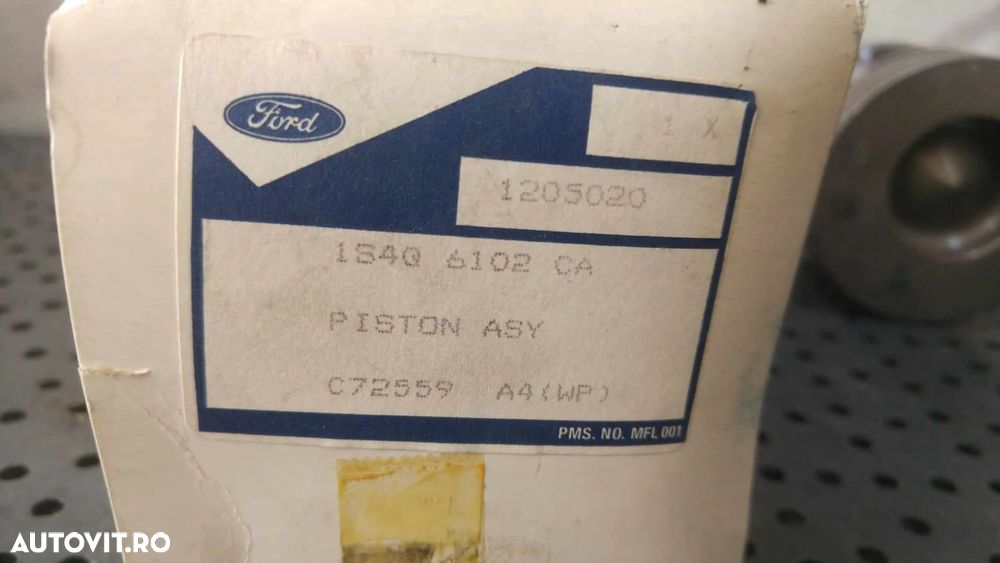 Ford
1 X
1205020
1S4Q 6102 CA
PISTON ASY
C72559 A4(WP)
PMS. NO. MFL 001
AUTOVIT.RO